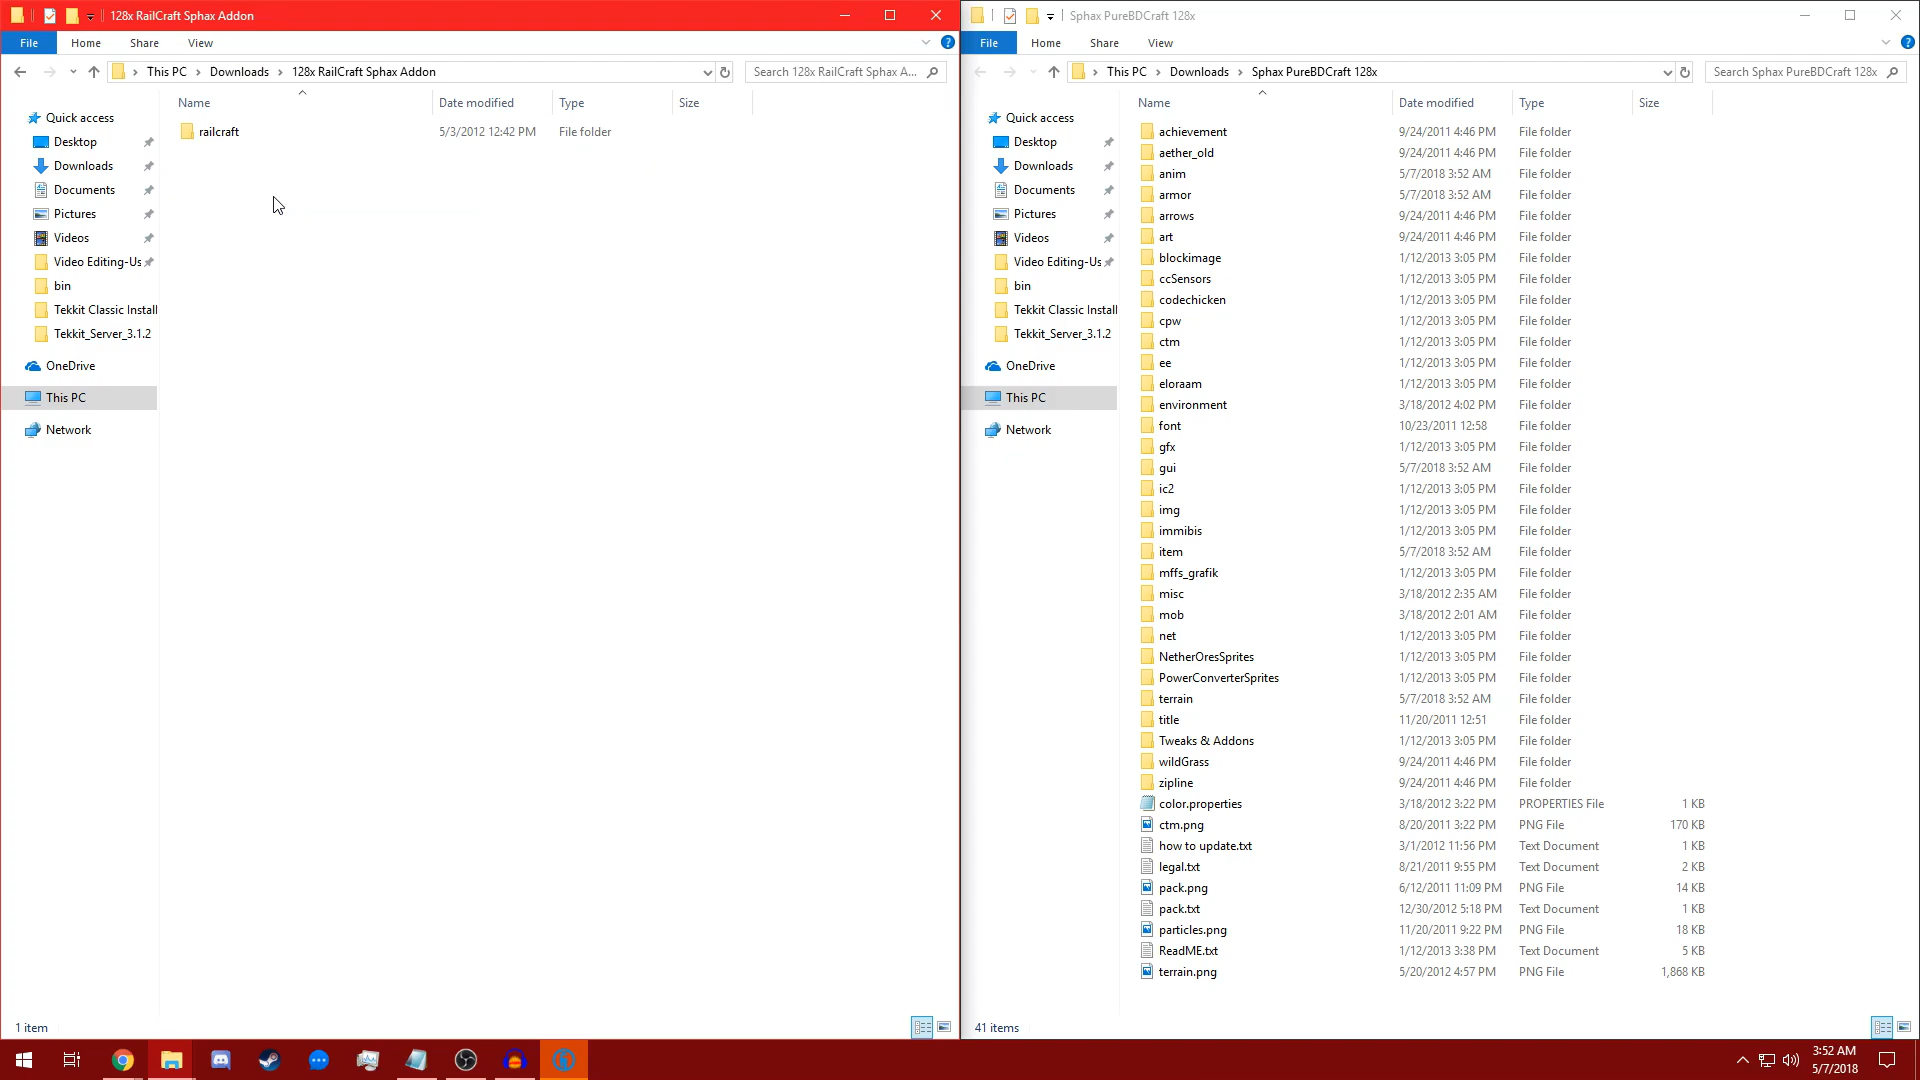 128x RailCraft Sphax Addon
File Home Share View
This PC Downloads 128x RailCraft Sphax Addon
Search 128x RailCraft Sphax A...
Name Date modified Type Size
railcraft 5/3/2012 12:42 PM File folder
Quick access
Desktop
Downloads
Documents
Pictures
Videos
Video Editing-Us
bin
Tekkit Classic Install
Tekkit_Server_3.1.2
OneDrive
This PC
Network
1 item
Sphax PureBDCraft 128x
File Home Share View
This PC Downloads Sphax PureBDCraft 128x
Search Sphax PureBDCraft 128x
Quick access
Desktop
Downloads
Documents
Pictures
Videos
Video Editing-Us
bin
Tekkit Classic Install
Tekkit_Server_3.1.2
OneDrive
This PC
Network
Name Date modified Type Size
achievement 9/24/2011 4:46 PM File folder
aether_old 9/24/2011 4:46 PM File folder
anim 5/7/2018 3:52 AM File folder
armor 5/7/2018 3:52 AM File folder
arrows 9/24/2011 4:46 PM File folder
art 9/24/2011 4:46 PM File folder
blockimage 1/12/2013 3:05 PM File folder
ccSensors 1/12/2013 3:05 PM File folder
codechicken 1/12/2013 3:05 PM File folder
cpw 1/12/2013 3:05 PM File folder
ctm 1/12/2013 3:05 PM File folder
ee 1/12/2013 3:05 PM File folder
eloraam 1/12/2013 3:05 PM File folder
environment 3/18/2012 4:02 PM File folder
font 10/23/2011 12:58 File folder
gfx 1/12/2013 3:05 PM File folder
gui 5/7/2018 3:52 AM File folder
ic2 1/12/2013 3:05 PM File folder
img 1/12/2013 3:05 PM File folder
immibis 1/12/2013 3:05 PM File folder
item 5/7/2018 3:52 AM File folder
mffs_grafik 1/12/2013 3:05 PM File folder
misc 3/18/2012 2:35 AM File folder
mob 3/18/2012 2:01 AM File folder
net 1/12/2013 3:05 PM File folder
NetherOresSprites 1/12/2013 3:05 PM File folder
PowerConverterSprites 1/12/2013 3:05 PM File folder
terrain 5/7/2018 3:52 AM File folder
title 11/20/2011 12:51 File folder
Tweaks & Addons 1/12/2013 3:05 PM File folder
wildGrass 9/24/2011 4:46 PM File folder
zipline 9/24/2011 4:46 PM File folder
color.properties 3/18/2012 3:22 PM PROPERTIES File 1 KB
ctm.png 8/20/2011 3:22 PM PNG File 170 KB
how to update.txt 3/1/2012 11:56 PM Text Document 1 KB
legal.txt 8/21/2011 9:55 PM Text Document 2 KB
pack.png 6/12/2011 11:09 PM PNG File 14 KB
pack.txt 12/30/2012 5:18 PM Text Document 1 KB
particles.png 11/20/2011 9:22 PM PNG File 18 KB
ReadME.txt 1/12/2013 3:38 PM Text Document 5 KB
terrain.png 5/20/2012 4:57 PM PNG File 1,868 KB
41 items
3:52 AM
5/7/2018